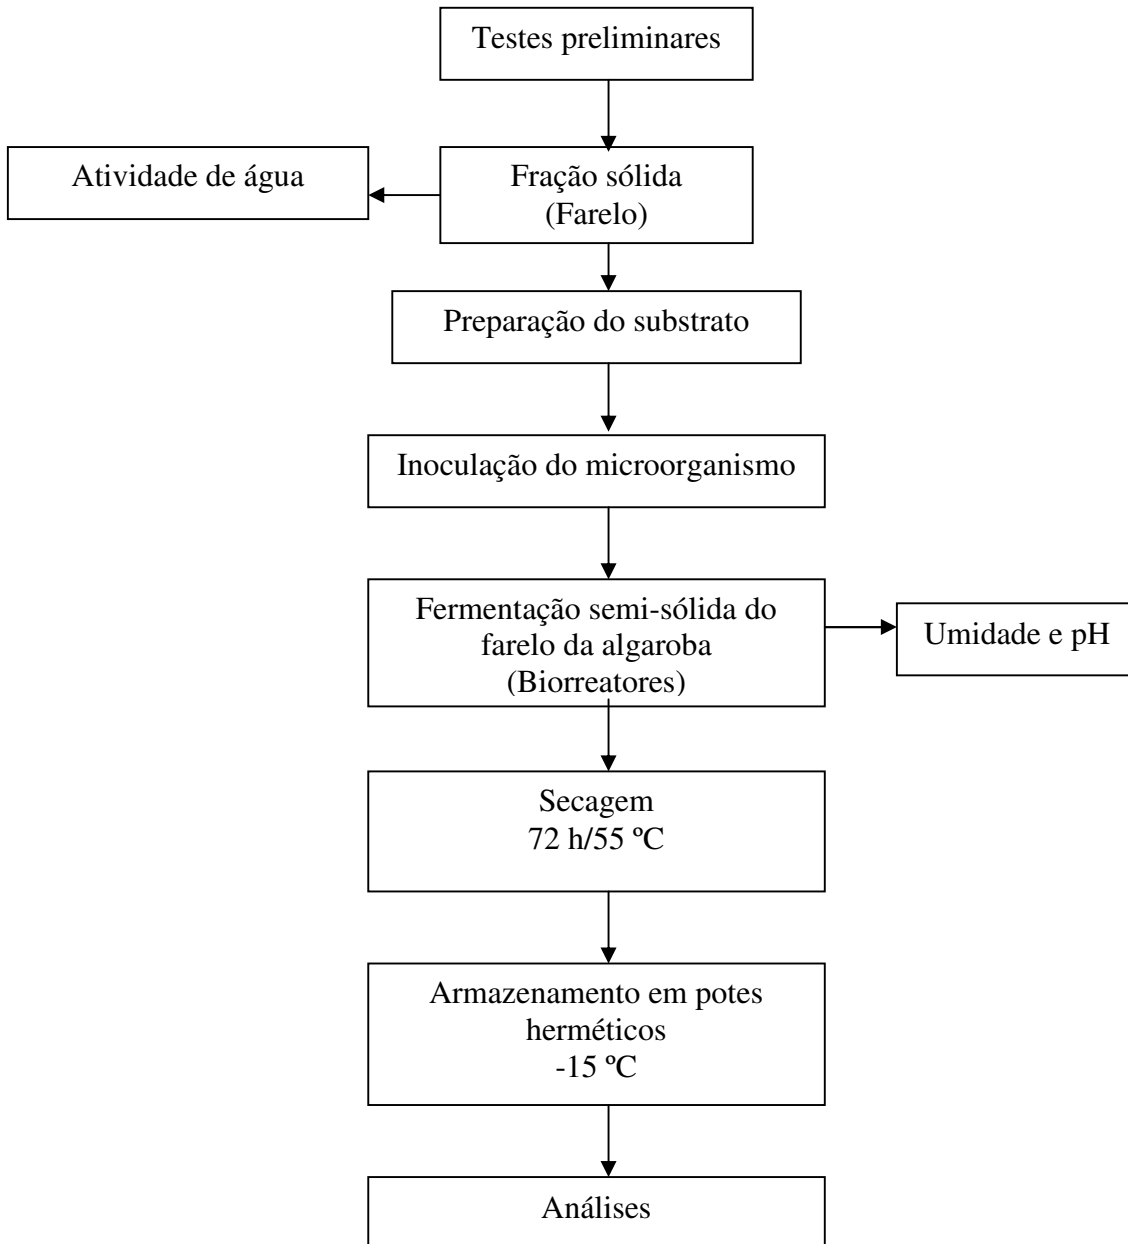 Testes preliminares
Atividade de água
Fração sólida
(Farelo)
Preparação do substrato
Inoculação do microorganismo
Fermentação semi-sólida do
farelo da algaroba
(Biorreatores)
Umidade e pH
Secagem
72 h/55 ºC
Armazenamento em potes
herméticos
-15 ºC
Análises